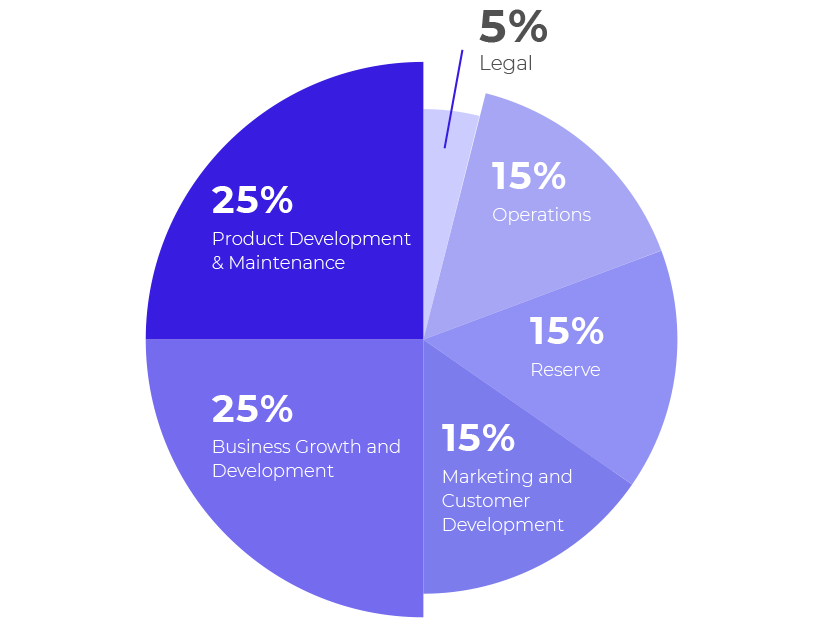 5%
Legal
15%
Operations
25%
Product Development
& Maintenance
15%
Reserve
25%
Business Growth and
Development
15%
Marketing and
Customer
Development